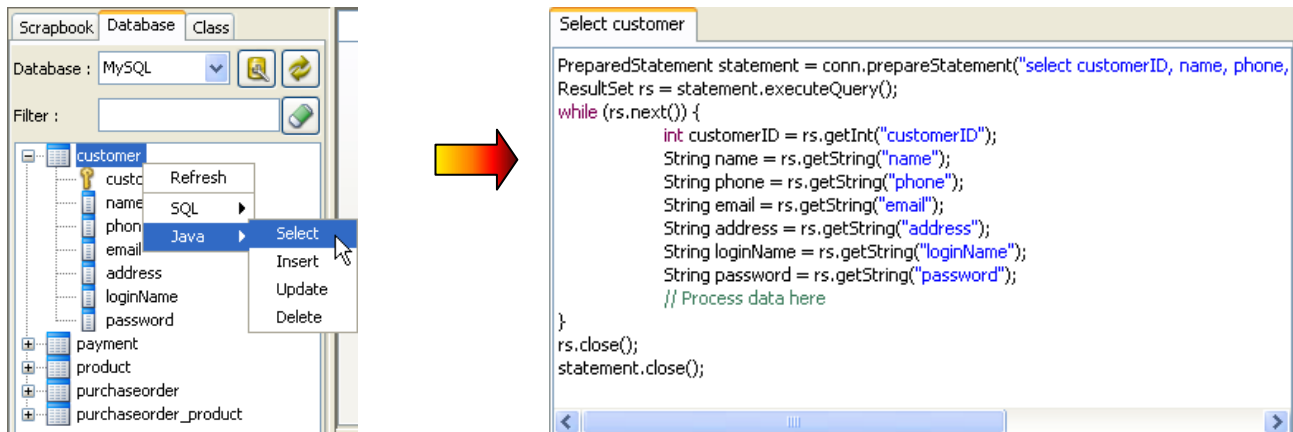 Scrapbook Database Class
Database : MySQL
Filter :
customer
custo
name
phon
email
address
loginName
password
payment
product
purchaseorder
purchaseorder_product
Refresh
SQL
Java
Select
Insert
Update
Delete
Select customer
PreparedStatement statement = conn.prepareStatement("select customerID, name, phone,
ResultSet rs = statement.executeQuery();
while (rs.next()) {
int customerID = rs.getInt("customerID");
String name = rs.getString("name");
String phone = rs.getString("phone");
String email = rs.getString("email");
String address = rs.getString("address");
String loginName = rs.getString("loginName");
String password = rs.getString("password");
// Process data here
}
rs.close();
statement.close();